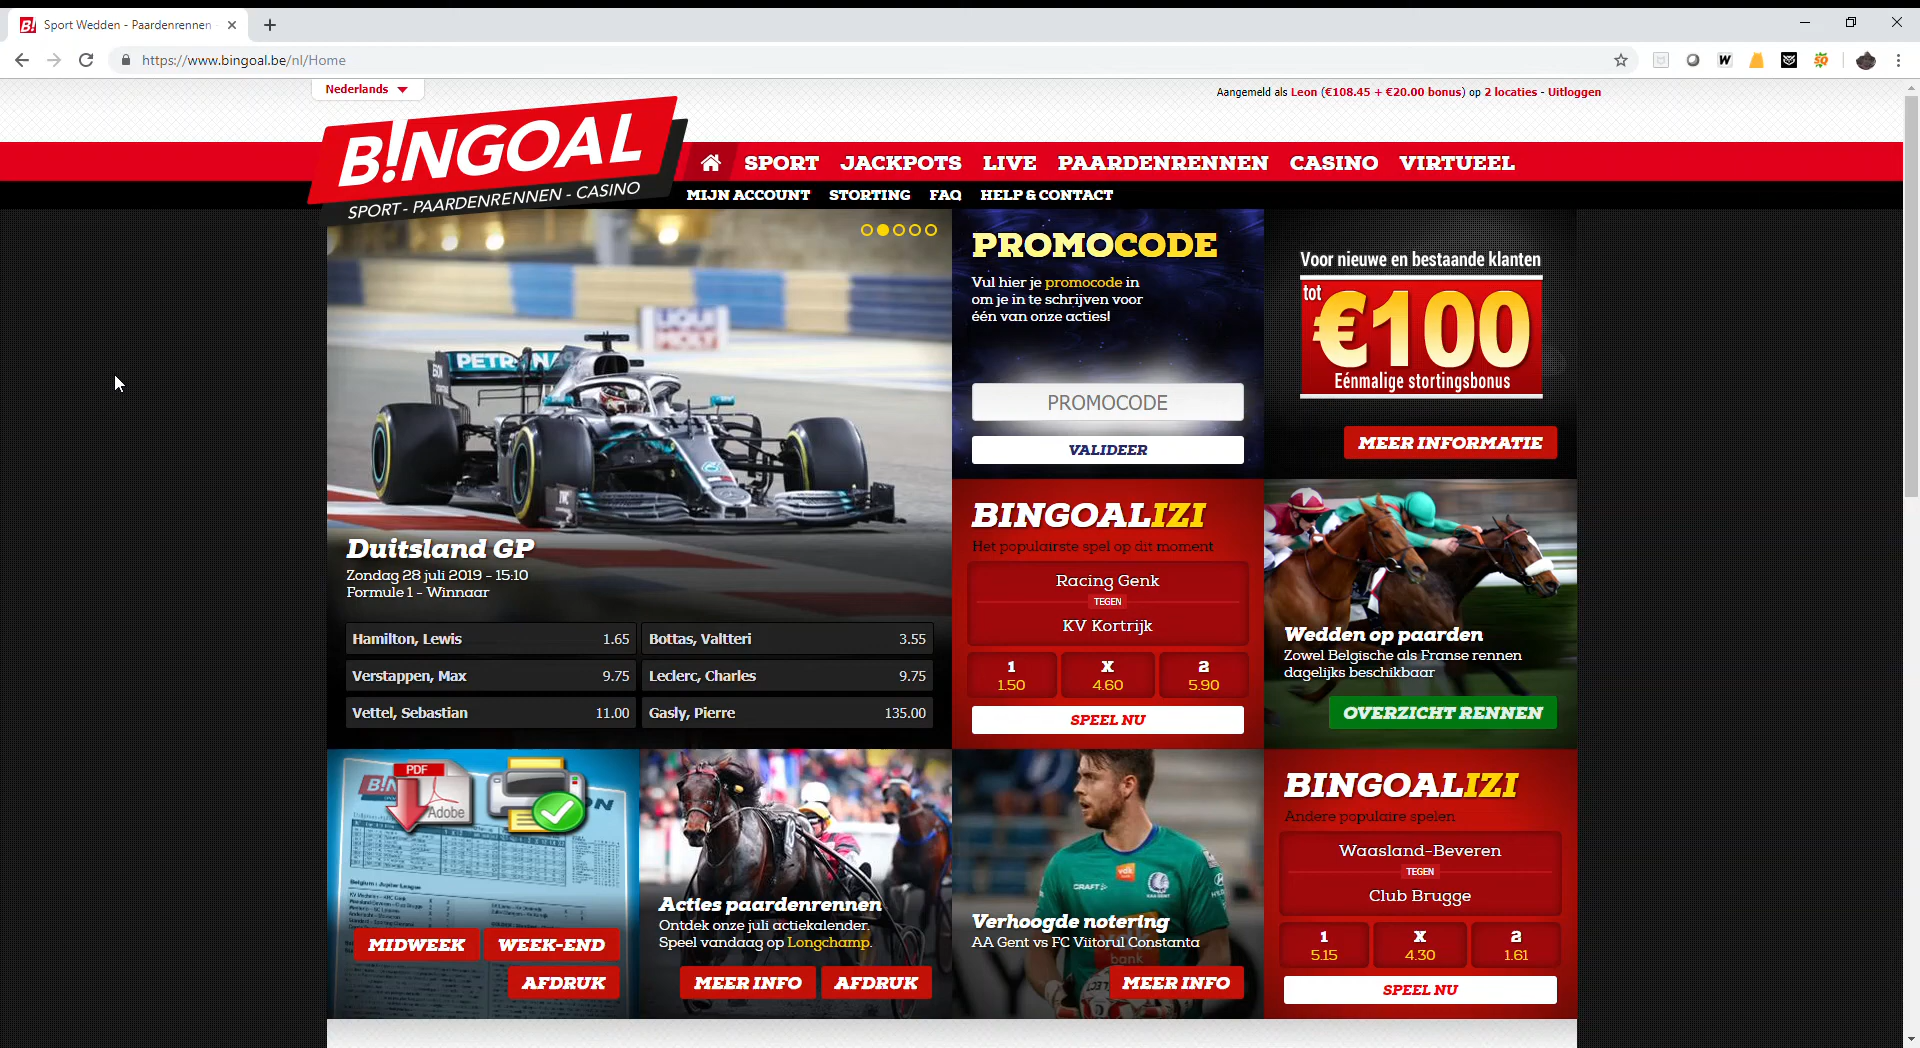 Sport Wedden - Paardenrennen
https://www.bingoal.be/nl/Home
Nederlands
Aangemeld als Leon (€108.45 + €20.00 bonus) op 2 locaties - Uitloggen
B!NGOAL
SPORT - PAARDENRENNEN - CASINO
SPORT JACKPOTS LIVE PAARDENRENNEN CASINO VIRTUEEL
MIJN ACCOUNT STORTING FAQ HELP & CONTACT
PETRONAS
LIQUI MOLY
Duitsland GP
Zondag 28 juli 2019 - 15:10
Formule 1 - Winnaar
Hamilton, Lewis 1.65
Bottas, Valtteri 3.55
Verstappen, Max 9.75
Leclerc, Charles 9.75
Vettel, Sebastian 11.00
Gasly, Pierre 135.00
PROMOCODE
Vul hier je promocode in
om je in te schrijven voor
één van onze acties!
PROMOCODE
VALIDEER
Voor nieuwe en bestaande klanten
tot
€100
Eénmalige stortingsbonus
MEER INFORMATIE
BINGOALIZI
Het populairste spel op dit moment
Racing Genk
TEGEN
KV Kortrijk
1 X 2
1.50 4.60 5.90
SPEEL NU
Wedden op paarden
Zowel Belgische als Franse rennen
dagelijks beschikbaar
OVERZICHT RENNEN
PDF
Adobe
MIDWEEK WEEK-END
AFDRUK
Acties paardenrennen
Ontdek onze juli actiekalender.
Speel vandaag op Longchamp.
MEER INFO AFDRUK
CRAFT
vdk
bank
Verhoogde notering
AA Gent vs FC Viitorul Constanta
MEER INFO
BINGOALIZI
Andere populaire spelen
Waasland-Beveren
TEGEN
Club Brugge
1 X 2
5.15 4.30 1.61
SPEEL NU